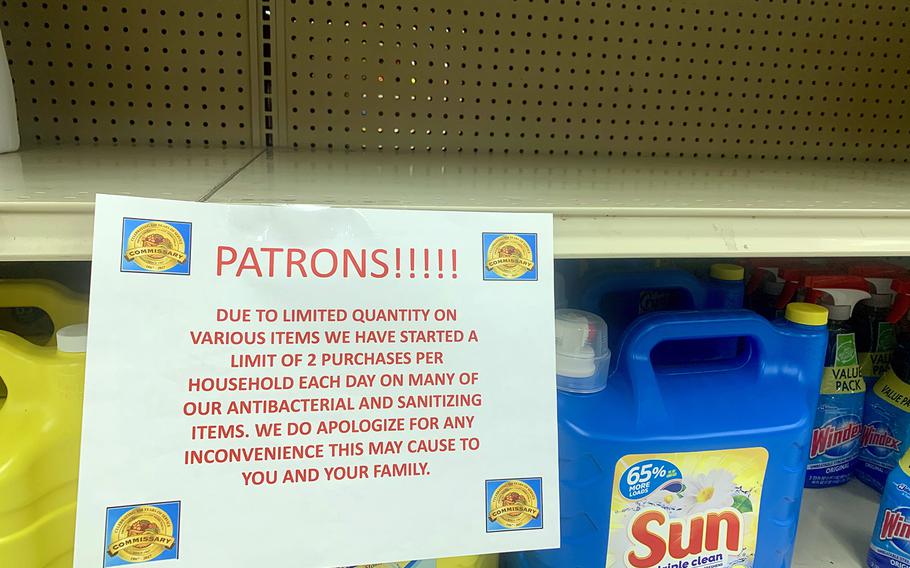 PATRONS!!!!!
DUE TO LIMITED QUANTITY ON
VARIOUS ITEMS WE HAVE STARTED A
LIMIT OF 2 PURCHASES PER
HOUSEHOLD EACH DAY ON MANY OF
OUR ANTIBACTERIAL AND SANITIZING
ITEMS. WE DO APOLOGIZE FOR ANY
INCONVENIENCE THIS MAY CAUSE TO
YOU AND YOUR FAMILY.
COMMISSARY
COMMISSARY
COMMISSARY
COMMISSARY
65%
MORE
LOADS
Sun
clean
VALUE
PACK
Windex
ORIGINAL
VALUE
Windex
ORIGINAL